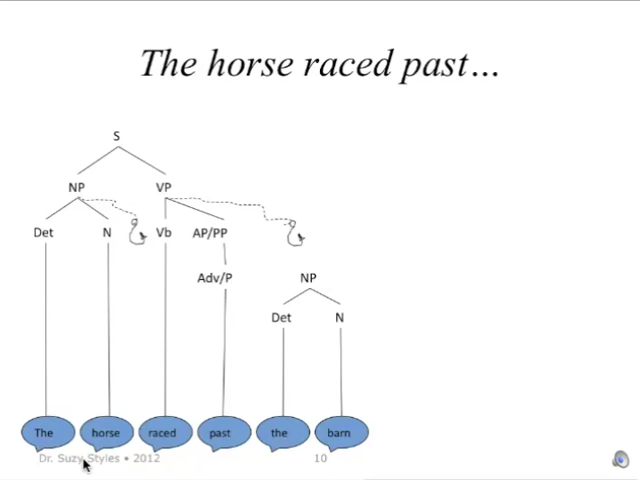 The horse raced past…
S
NP VP
Det N Vb AP/PP
Adv/P NP
Det N
The horse raced past the barn
Dr. Suzy Styles • 2012 10